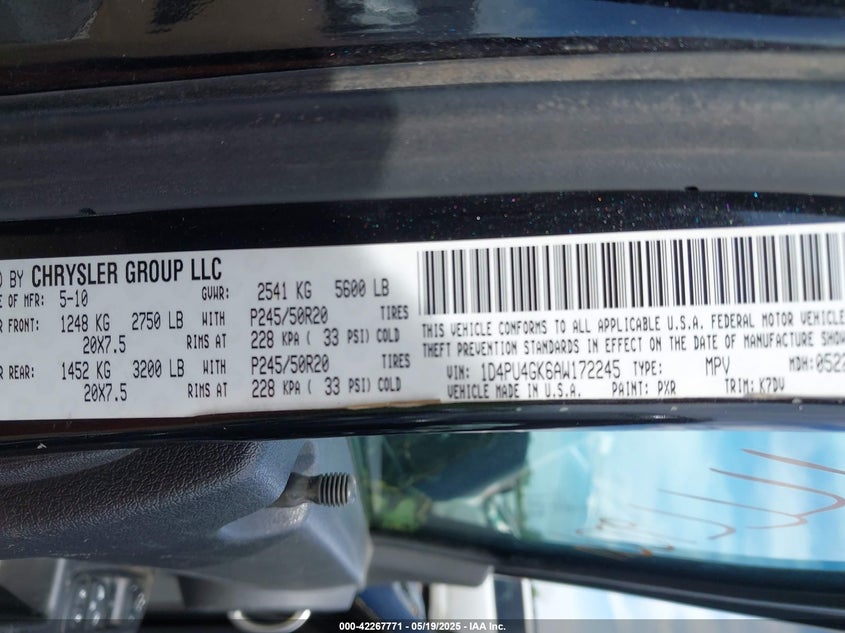 D BY CHRYSLER GROUP LLC
E OF MFR: 5-10 GVWR: 2541 KG 5600 LB
R FRONT: 1248 KG 2750 LB WITH P245/50R20 TIRES
20X7.5 RIMS AT 228 KPA ( 33 PSI) COLD
R REAR: 1452 KG 3200 LB WITH P245/50R20 TIRES
20X7.5 RIMS AT 228 KPA ( 33 PSI) COLD
THIS VEHICLE CONFORMS TO ALL APPLICABLE U.S.A. FEDERAL MOTOR VEHICLE
THEFT PREVENTION STANDARDS IN EFFECT ON THE DATE OF MANUFACTURE SHOW
VIN: 1D4PU4GK6AW172245 TYPE: MPV MDH: 052
VEHICLE MADE IN U.S.A. PAINT: PXR TRIM: K7DV
000-42267771 — 05/19/2025 — IAA Inc.